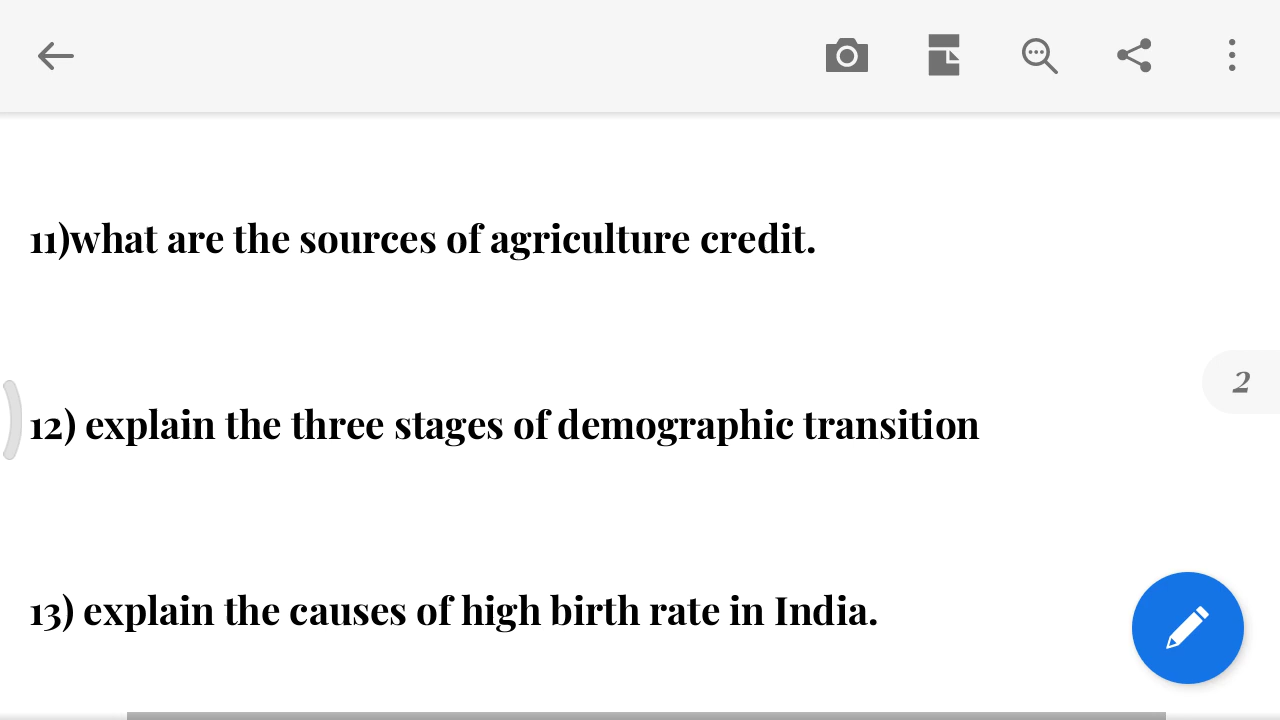 11)what are the sources of agriculture credit.
2
12) explain the three stages of demographic transition
13) explain the causes of high birth rate in India.